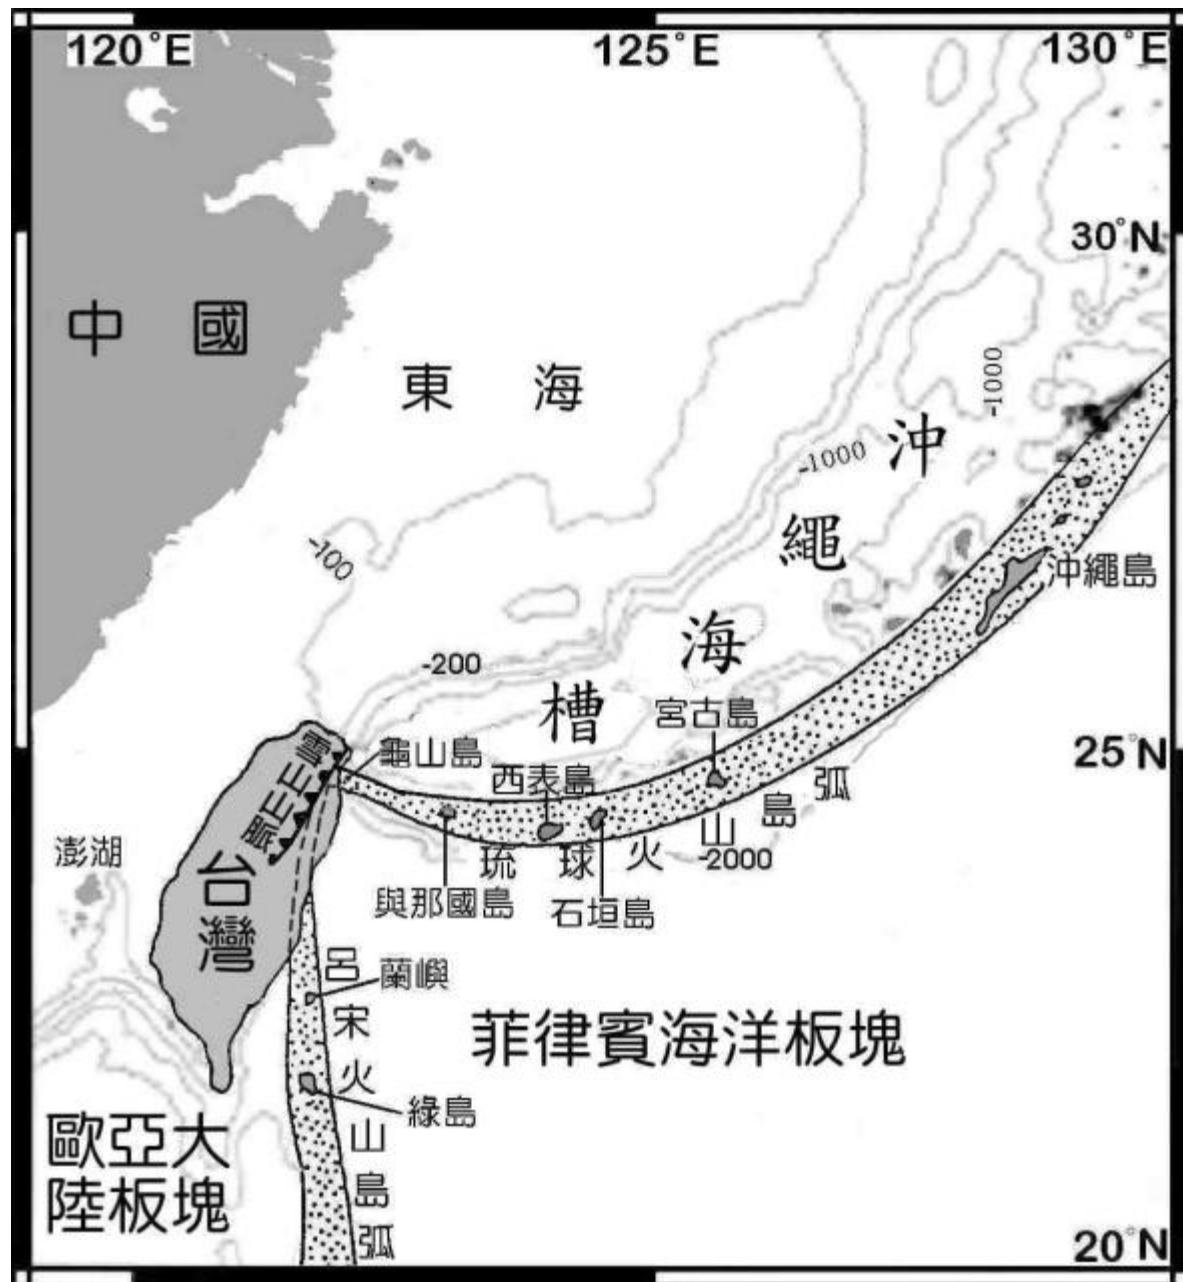 120°E
125°E
130°E
30°N
中國
東海
-1000
-1000
沖繩海槽
-100
沖繩島
-200
宮古島
龜山島
西表島
25°N
雪山山脈
琉球火山島弧
-2000
澎湖
與那國島
石垣島
台灣
呂宋火山島弧
蘭嶼
菲律賓海洋板塊
綠島
歐亞大
陸板塊
20°N